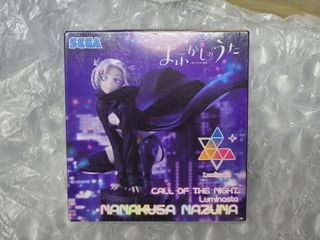 SEGA
よふかしのうた
Luminasta
CALL OF THE NIGHT
Luminasta
NANAKUSA NAZUNA